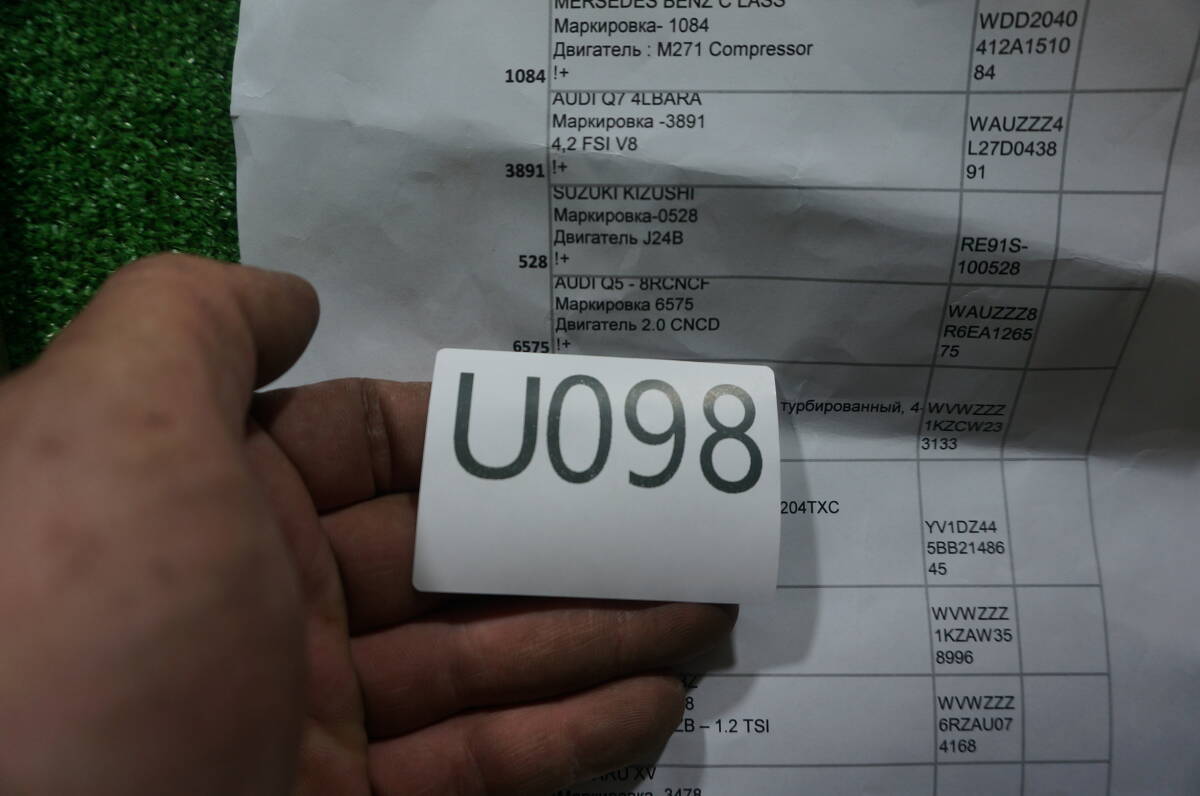 MERSEDES BENZ C LASS
Маркировка- 1084
Двигатель : M271 Compressor
1084 !+
WDD2040
412A1510
84
AUDI Q7 4LBARA
Маркировка -3891
4,2 FSI V8
3891 !+
WAUZZZ4
L27D0438
91
SUZUKI KIZUSHI
Маркировка-0528
Двигатель J24B
528 !+
RE91S-
100528
AUDI Q5 - 8RCNCF
Маркировка 6575
Двигатель 2.0 CNCD
6575 !+
WAUZZZ8
R6EA1265
75
U098
турбированный, 4-
WVWZZZ
1KZCW23
3133
204TXC
YV1DZ44
5BB21486
45
WVWZZZ
1KZAW35
8996
8
ZB – 1.2 TSI
WVWZZZ
6RZAU07
4168
XV
Маркировка 3478